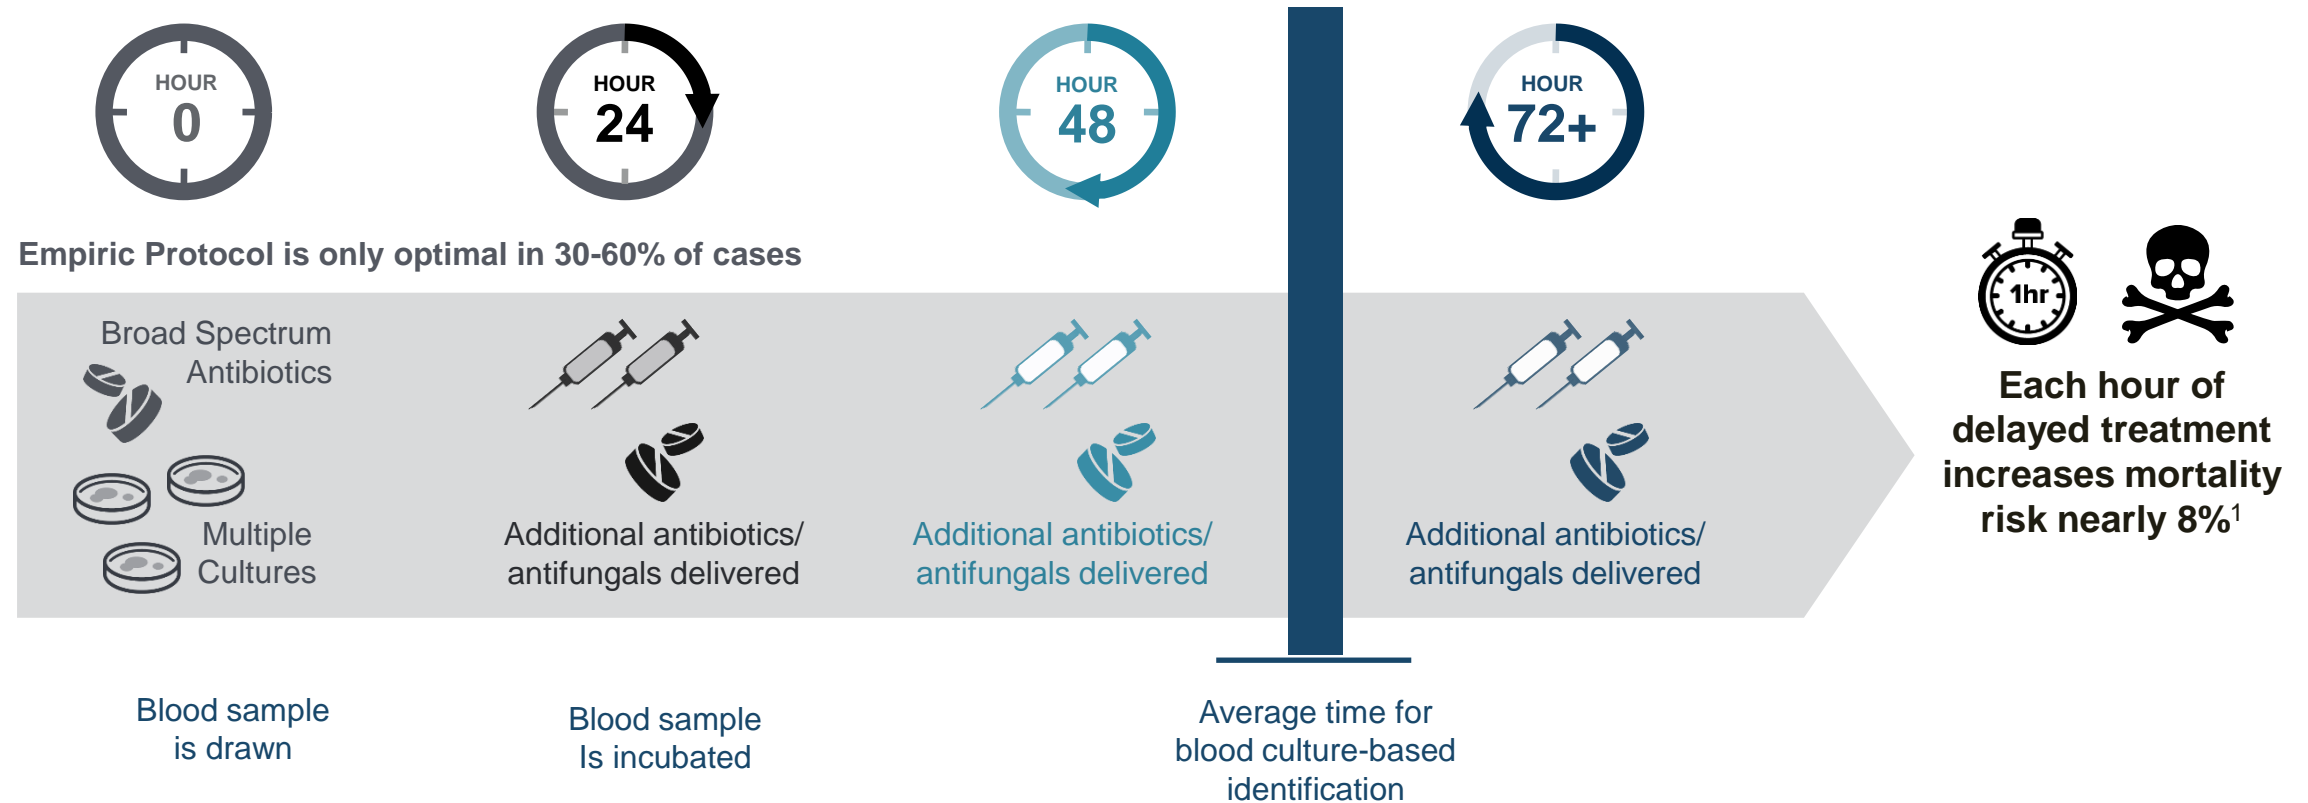 HOUR
0
HOUR
24
HOUR
48
HOUR
72+
Empiric Protocol is only optimal in 30-60% of cases
Broad Spectrum
Antibiotics
Multiple
Cultures
Additional antibiotics/
antifungals delivered
Additional antibiotics/
antifungals delivered
Additional antibiotics/
antifungals delivered
1hr
Each hour of
delayed treatment
increases mortality
risk nearly 8%¹
Blood sample
is drawn
Blood sample
Is incubated
Average time for
blood culture-based
identification